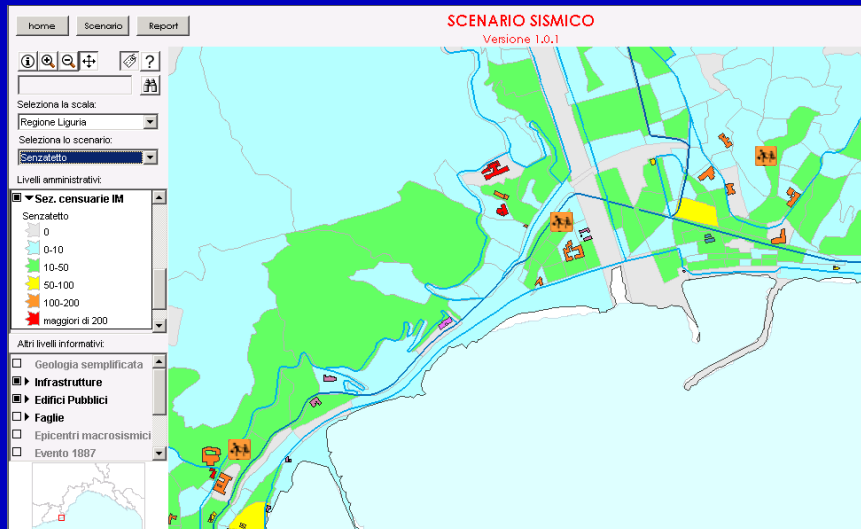 home Scenario Report
SCENARIO SISMICO
Versione 1.0.1
?
Seleziona la scala:
Regione Liguria
Seleziona lo scenario:
Senzatetto
Livelli amministrativi:
Sez. censuarie IM
Senzatetto
0
0-10
10-50
50-100
100-200
maggiori di 200
Altri livelli informativi:
Geologia semplificata
Infrastrutture
Edifici Pubblici
Faglie
Epicentri macrosismici
Evento 1887